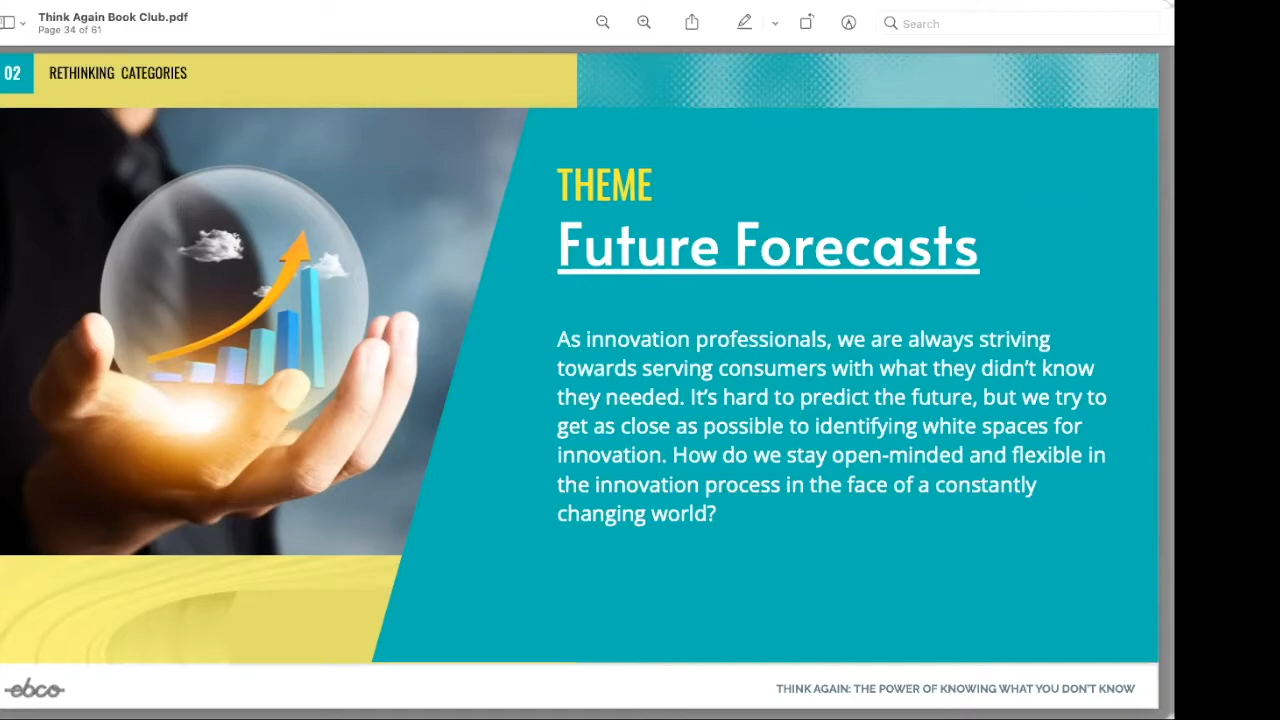 Think Again Book Club.pdf
Page 34 of 61
Search
02 RETHINKING CATEGORIES
THEME
Future Forecasts
As innovation professionals, we are always striving
towards serving consumers with what they didn’t know
they needed. It’s hard to predict the future, but we try to
get as close as possible to identifying white spaces for
innovation. How do we stay open-minded and flexible in
the innovation process in the face of a constantly
changing world?
ebco
THINK AGAIN: THE POWER OF KNOWING WHAT YOU DON'T KNOW